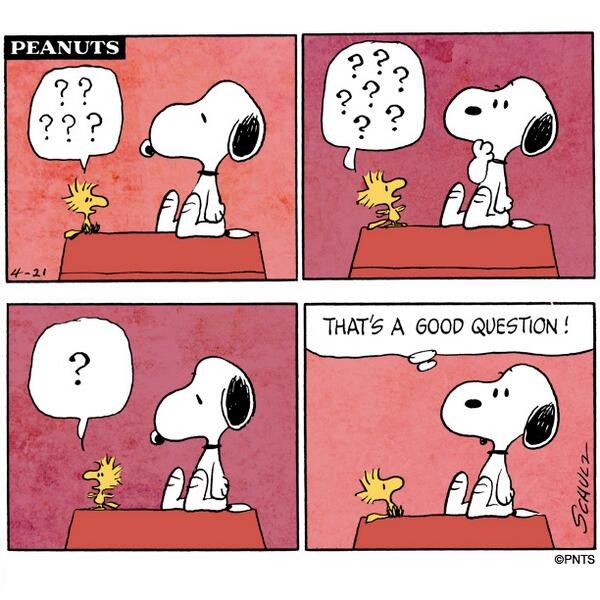 PEANUTS
? ?
? ? ?
4-21
? ? ?
? ? ?
?
?
THAT'S A GOOD QUESTION!
SCHULZ
©PNTS